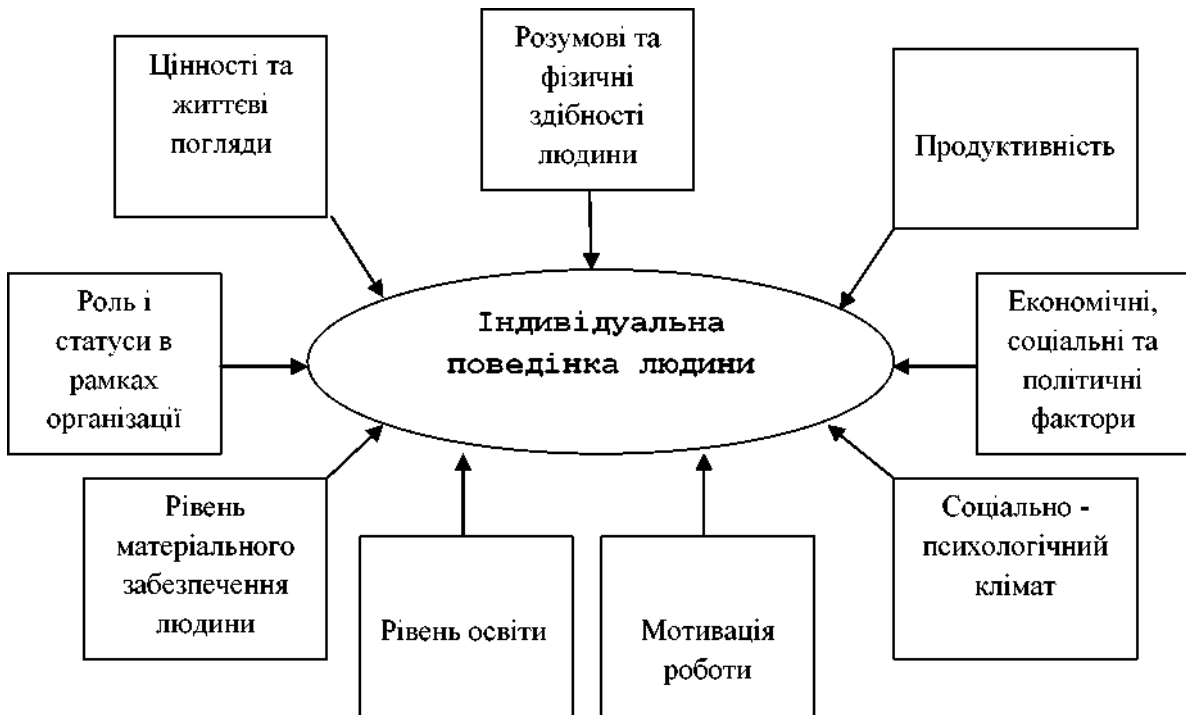 Цінності та
життєві
погляди
Розумові та
фізичні
здібності
людини
Продуктивність
Роль і
статуси в
рамках
організації
Індивідуальна
поведінка людини
Економічні,
соціальні та
політичні
фактори
Рівень
матеріального
забезпечення
людини
Рівень освіти
Мотивація
роботи
Соціально -
психологічний
клімат